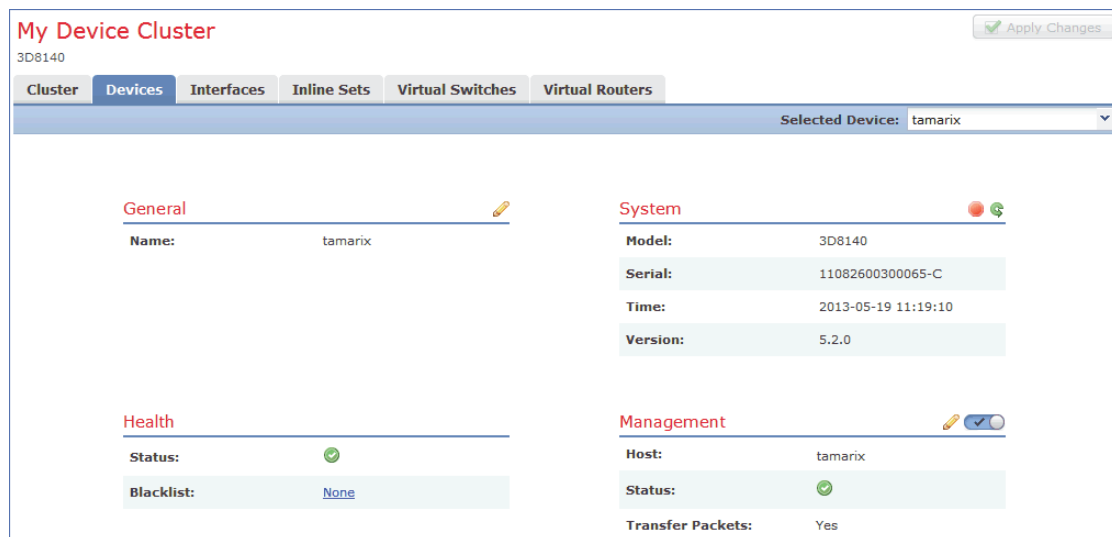 My Device Cluster
Apply Changes
3D8140
Cluster Devices Interfaces Inline Sets Virtual Switches Virtual Routers
Selected Device: tamarix
General
Name: tamarix
System
Model: 3D8140
Serial: 11082600300065-C
Time: 2013-05-19 11:19:10
Version: 5.2.0
Health
Status:
Blacklist: None
Management
Host: tamarix
Status:
Transfer Packets: Yes